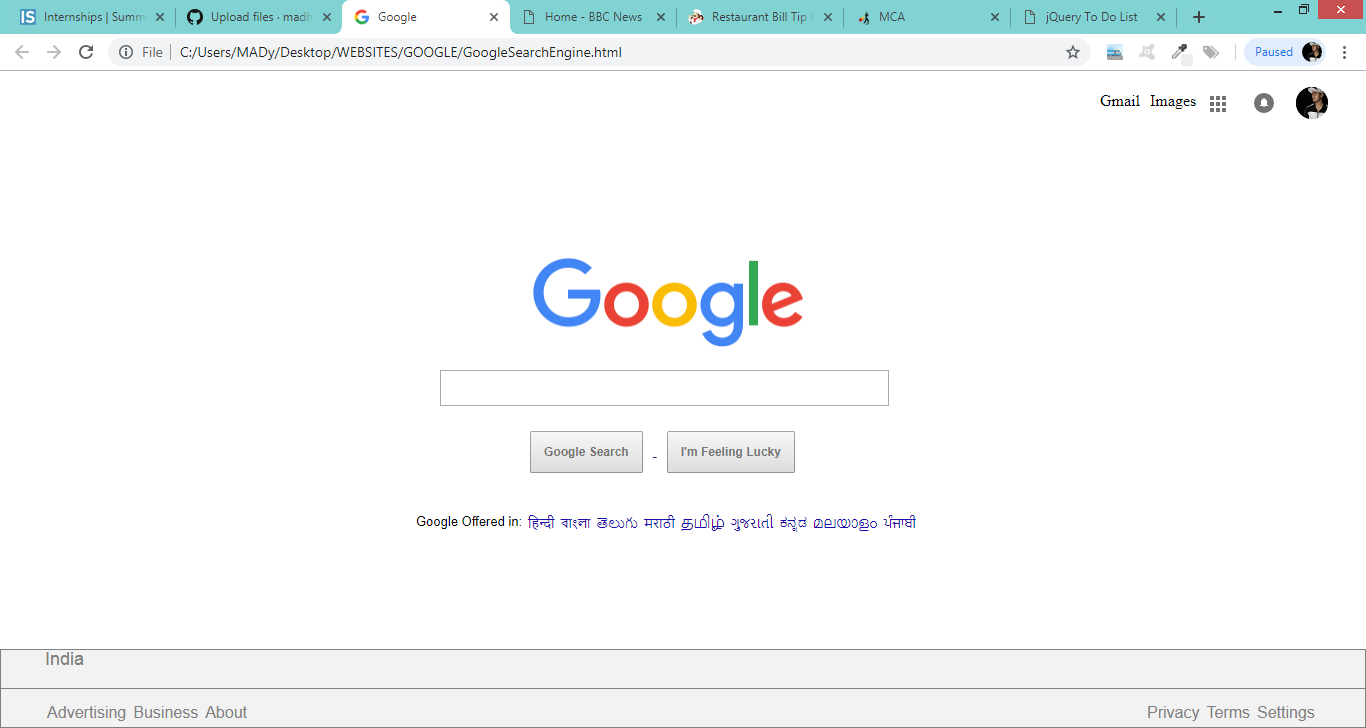 Internships | Summ
Upload files · madh
Google
Home - BBC News
Restaurant Bill Tip C
MCA
jQuery To Do List
File
C:/Users/MADy/Desktop/WEBSITES/GOOGLE/GoogleSearchEngine.html
Paused
Gmail Images
Google
Google Search - I'm Feeling Lucky
Google Offered in: हिन्दी বাংলা తెలుగు मराठी தமிழ் ગુજરાતી ಕನ್ನಡ മലയാളം ਪੰਜਾਬੀ
India
Advertising Business About
Privacy Terms Settings